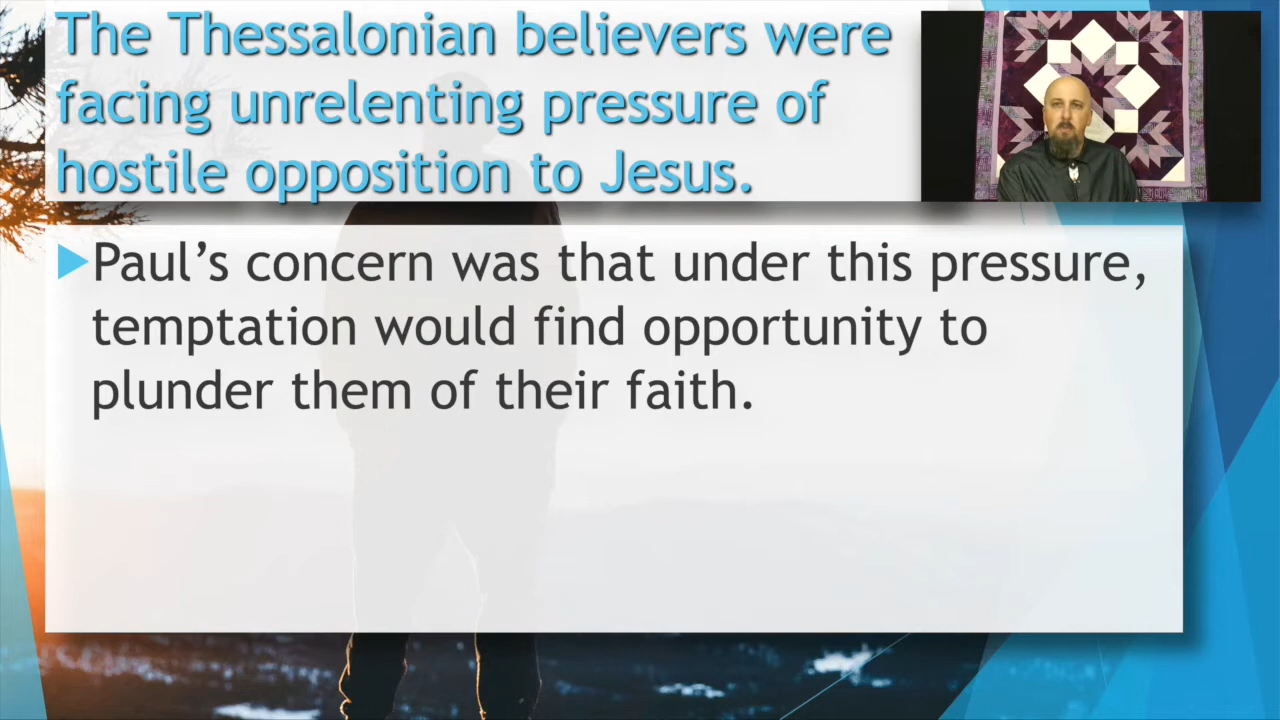 The Thessalonian believers were
facing unrelenting pressure of
hostile opposition to Jesus.
Paul’s concern was that under this pressure,
temptation would find opportunity to
plunder them of their faith.